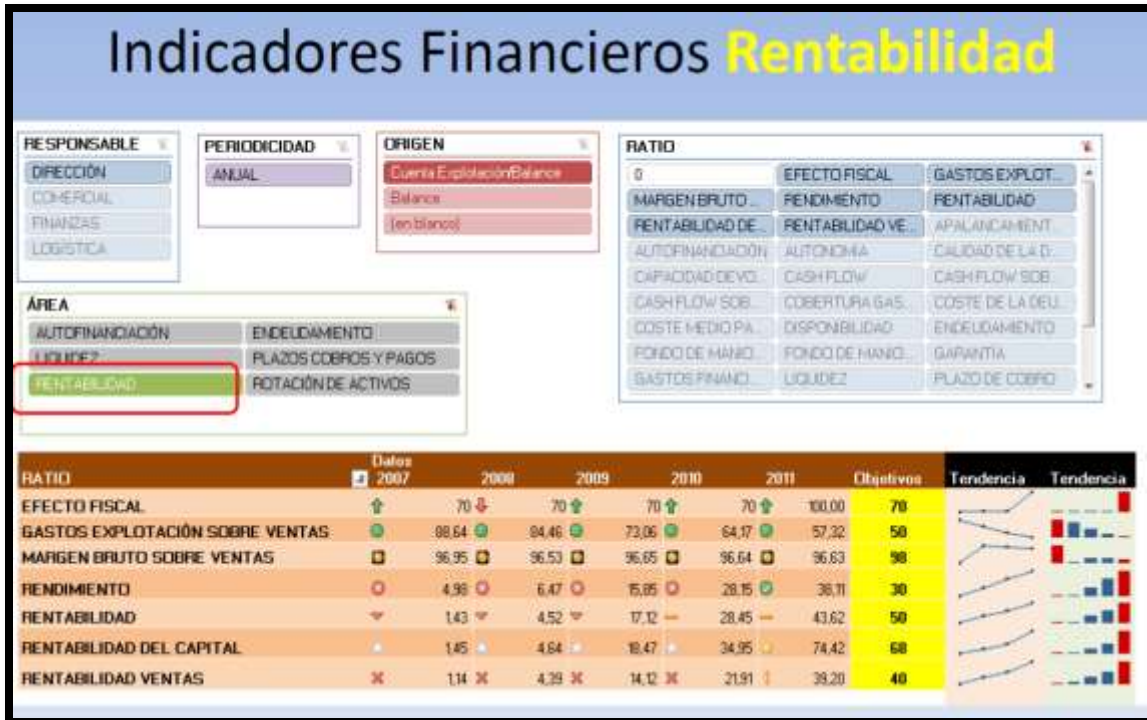 Indicadores Financieros Rentabilidad
RESPONSABLE
DIRECCIÓN
COMERCIAL
FINANZAS
LOGÍSTICA
PERIODICIDAD
ANUAL
ORIGEN
Cuenta Explotación/Balance
Balance
(en blanco)
RATIO
0 EFECTO FISCAL GASTOS EXPLOT...
MARGEN BRUTO ... RENDIMIENTO RENTABILIDAD
RENTABILIDAD DE... RENTABILIDAD VE... APALANCAMIENT...
AUTOFINANCIACIÓN AUTONOMÍA CALIDAD DE LA D...
CAPACIDAD DEVO... CASH FLOW CASH FLOW SOB...
CASH FLOW SOB... COBERTURA GAS... COSTE DE LA DEU...
COSTE MEDIO PA... DISPONIBILIDAD ENDEUDAMIENTO
FONDO DE MANIO... FONDO DE MANIO... GARANTÍA
GASTOS FINANC... LIQUIDEZ PLAZO DE COBRO
ÁREA
AUTOFINANCIACIÓN ENDEUDAMIENTO
LIQUIDEZ PLAZOS COBROS Y PAGOS
RENTABILIDAD ROTACIÓN DE ACTIVOS
Datos
RATIO 2007 2008 2009 2010 2011 Objetivos Tendencia Tendencia
EFECTO FISCAL 70 70 70 70 100,00 70
GASTOS EXPLOTACIÓN SOBRE VENTAS 88,64 84,46 73,06 64,17 57,32 50
MARGEN BRUTO SOBRE VENTAS 96,95 96,53 96,65 96,64 96,63 98
RENDIMIENTO 4,98 6,47 15,85 28,15 38,11 30
RENTABILIDAD 1,43 4,52 17,12 28,45 43,62 50
RENTABILIDAD DEL CAPITAL 1,45 4,64 18,47 34,95 74,42 68
RENTABILIDAD VENTAS 1,14 4,39 14,12 21,91 39,20 40